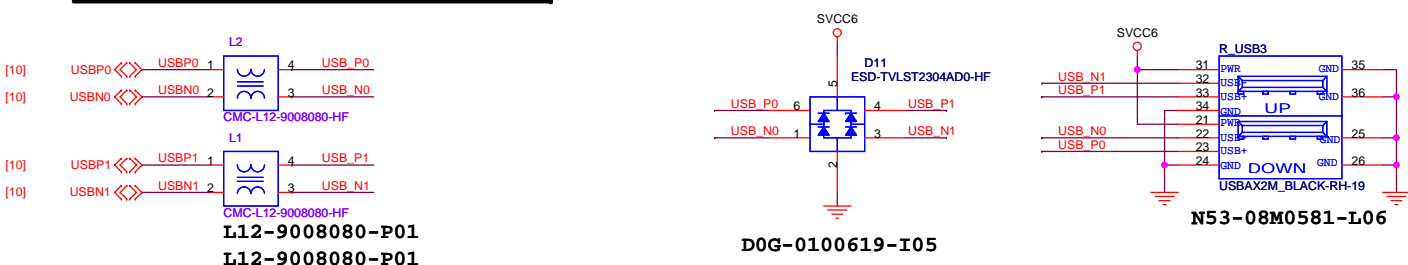 L2
[10] USBP0 USBP0 1 4 USB_P0
[10] USBN0 USBN0 2 3 USB_N0
CMC-L12-9008080-HF
L1
[10] USBP1 USBP1 1 4 USB_P1
[10] USBN1 USBN1 2 3 USB_N1
CMC-L12-9008080-HF
L12-9008080-P01
L12-9008080-P01
SVCC6
D11
ESD-TVLST2304AD0-HF
5
USB_P0 6 4 USB_P1
USB_N0 1 3 USB_N1
2
D0G-0100619-I05
SVCC6
R_USB3
31 PWR GND 35
USB_N1 32 USB-
USB_P1 33 USB+ GND 36
34 GND UP
21 PWR
USB_N0 22 USB- GND 25
USB_P0 23 USB+
24 GND DOWN GND 26
USBAX2M_BLACK-RH-19
N53-08M0581-L06